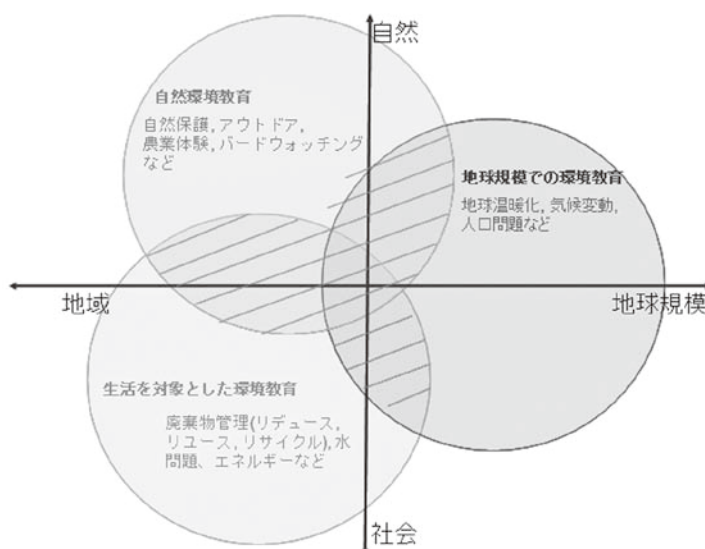 自然
自然環境教育
自然保護, アウトドア,
農業体験, バードウォッチング
など
地球規模での環境教育
地球温暖化, 気候変動,
人口問題など
地域
地球規模
生活を対象とした環境教育
廃棄物管理(リデュース,
リユース, リサイクル), 水
問題、エネルギーなど
社会